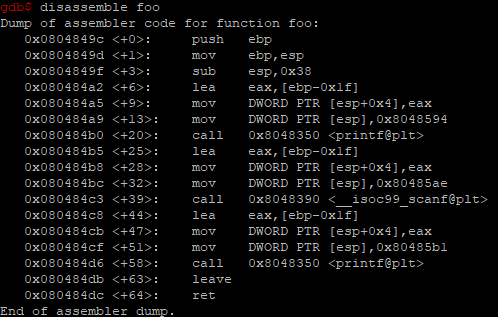 gdb$ disassemble foo
Dump of assembler code for function foo:
   0x0804849c <+0>:     push   ebp
   0x0804849d <+1>:     mov    ebp,esp
   0x0804849f <+3>:     sub    esp,0x38
   0x080484a2 <+6>:     lea    eax,[ebp-0x1f]
   0x080484a5 <+9>:     mov    DWORD PTR [esp+0x4],eax
   0x080484a9 <+13>:    mov    DWORD PTR [esp],0x8048594
   0x080484b0 <+20>:    call   0x8048350 <printf@plt>
   0x080484b5 <+25>:    lea    eax,[ebp-0x1f]
   0x080484b8 <+28>:    mov    DWORD PTR [esp+0x4],eax
   0x080484bc <+32>:    mov    DWORD PTR [esp],0x80485ae
   0x080484c3 <+39>:    call   0x8048390 <__isoc99_scanf@plt>
   0x080484c8 <+44>:    lea    eax,[ebp-0x1f]
   0x080484cb <+47>:    mov    DWORD PTR [esp+0x4],eax
   0x080484cf <+51>:    mov    DWORD PTR [esp],0x80485b1
   0x080484d6 <+58>:    call   0x8048350 <printf@plt>
   0x080484db <+63>:    leave
   0x080484dc <+64>:    ret
End of assembler dump.